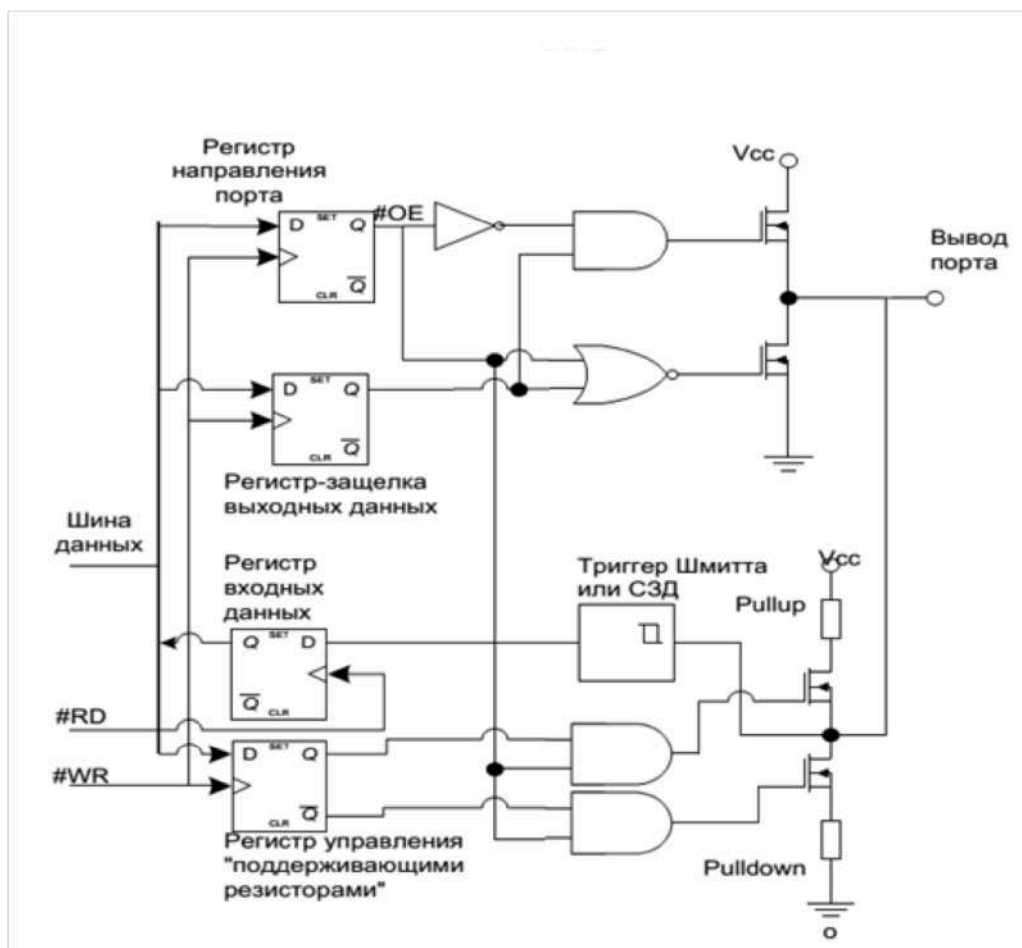 Регистр
направления
порта
Vcc
#OE
D SET Q
Q
CLR
Вывод
порта
D SET Q
Q
CLR
Регистр-защелка
выходных данных
Шина
данных
Регистр
входных
данных
Триггер Шмитта
или СЗД
Vcc
Pullup
Q SET D
Q
CLR
#RD
D SET Q
#WR
Q
CLR
Регистр управления
"поддерживающими
резисторами"
Pulldown
0